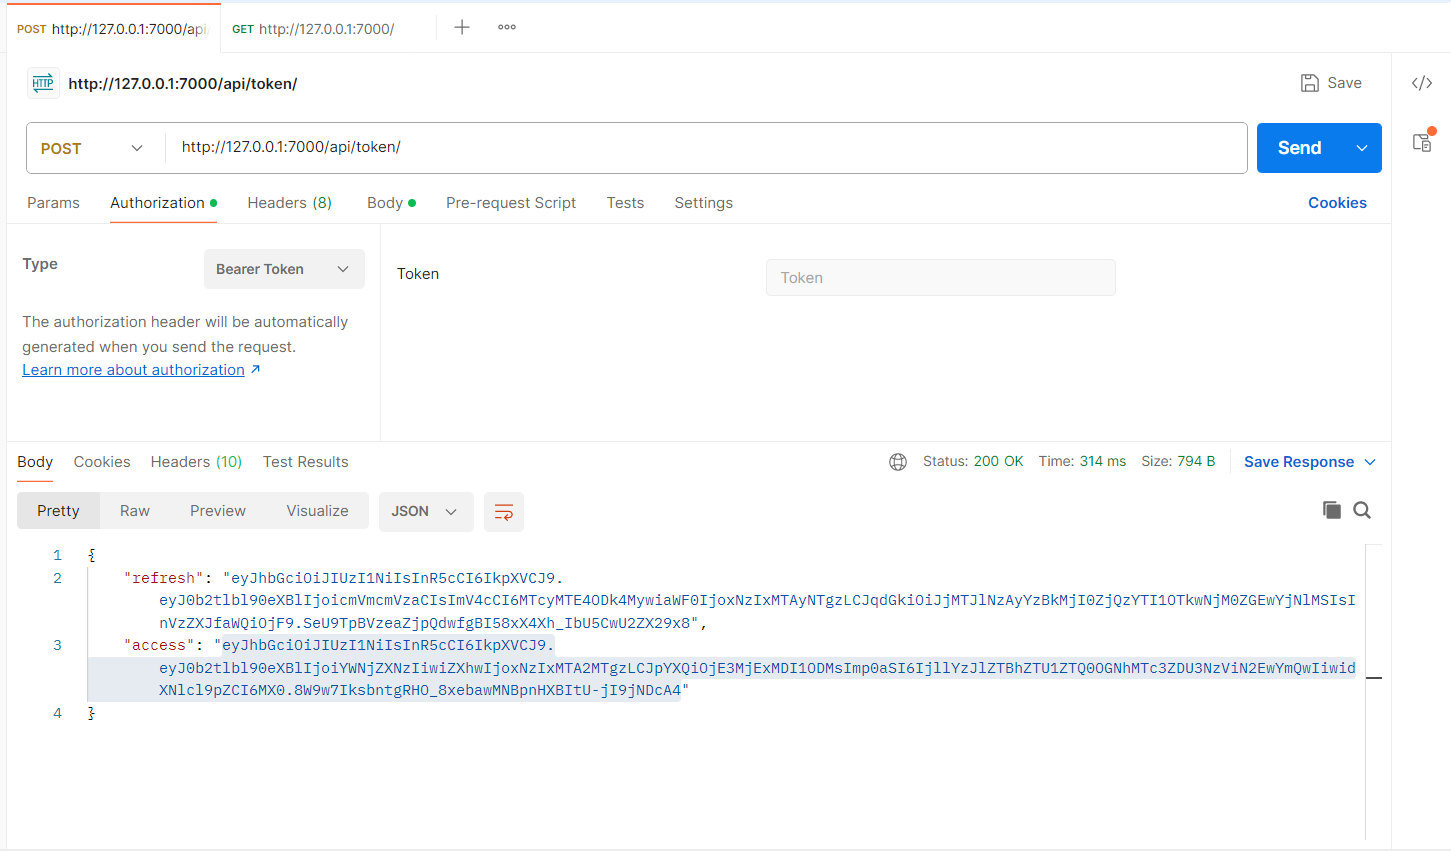 POST http://127.0.0.1:7000/api/ GET http://127.0.0.1:7000/
HTTP http://127.0.0.1:7000/api/token/ Save
POST http://127.0.0.1:7000/api/token/ Send
Params Authorization Headers (8) Body Pre-request Script Tests Settings Cookies
Type Bearer Token Token Token
The authorization header will be automatically
generated when you send the request.
Learn more about authorization ↗
Body Cookies Headers (10) Test Results Status: 200 OK Time: 314 ms Size: 794 B Save Response
Pretty Raw Preview Visualize JSON
1 {
2 "refresh": "eyJhbGciOiJIUzI1NiIsInR5cCI6IkpXVCJ9.
eyJ0b2tlbl90eXBlIjoicmVmcmVzaCIsImV4cCI6MTcyMTE4ODk4MywiaWF0IjoxNzIxMTAyNTgzLCJqdGkiOiJjMTJlNzAyYzBkMjI0ZjQzYTI1OTkwNjM0ZGEwYjNlMSIsI
nVzZXJfaWQiOjF9.SeU9TpBVzeaZjpQdwfgBI58xX4Xh_IbU5CwU2ZX29x8",
3 "access": "eyJhbGciOiJIUzI1NiIsInR5cCI6IkpXVCJ9.
eyJ0b2tlbl90eXBlIjoiYWNjZXNzIiwiZXhwIjoxNzIxMTA2MTgzLCJpYXQiOjE3MjExMDI1ODMsImp0aSI6IjllYzJlZTBhZTU1ZTQ0OGNhMTc3ZDU3NzViN2EwYmQwIiwid
XNlcl9pZCI6MX0.8W9w7IksbntgRHO_8xebawMNBpnHXBItU-jI9jNDcA4"
4 }